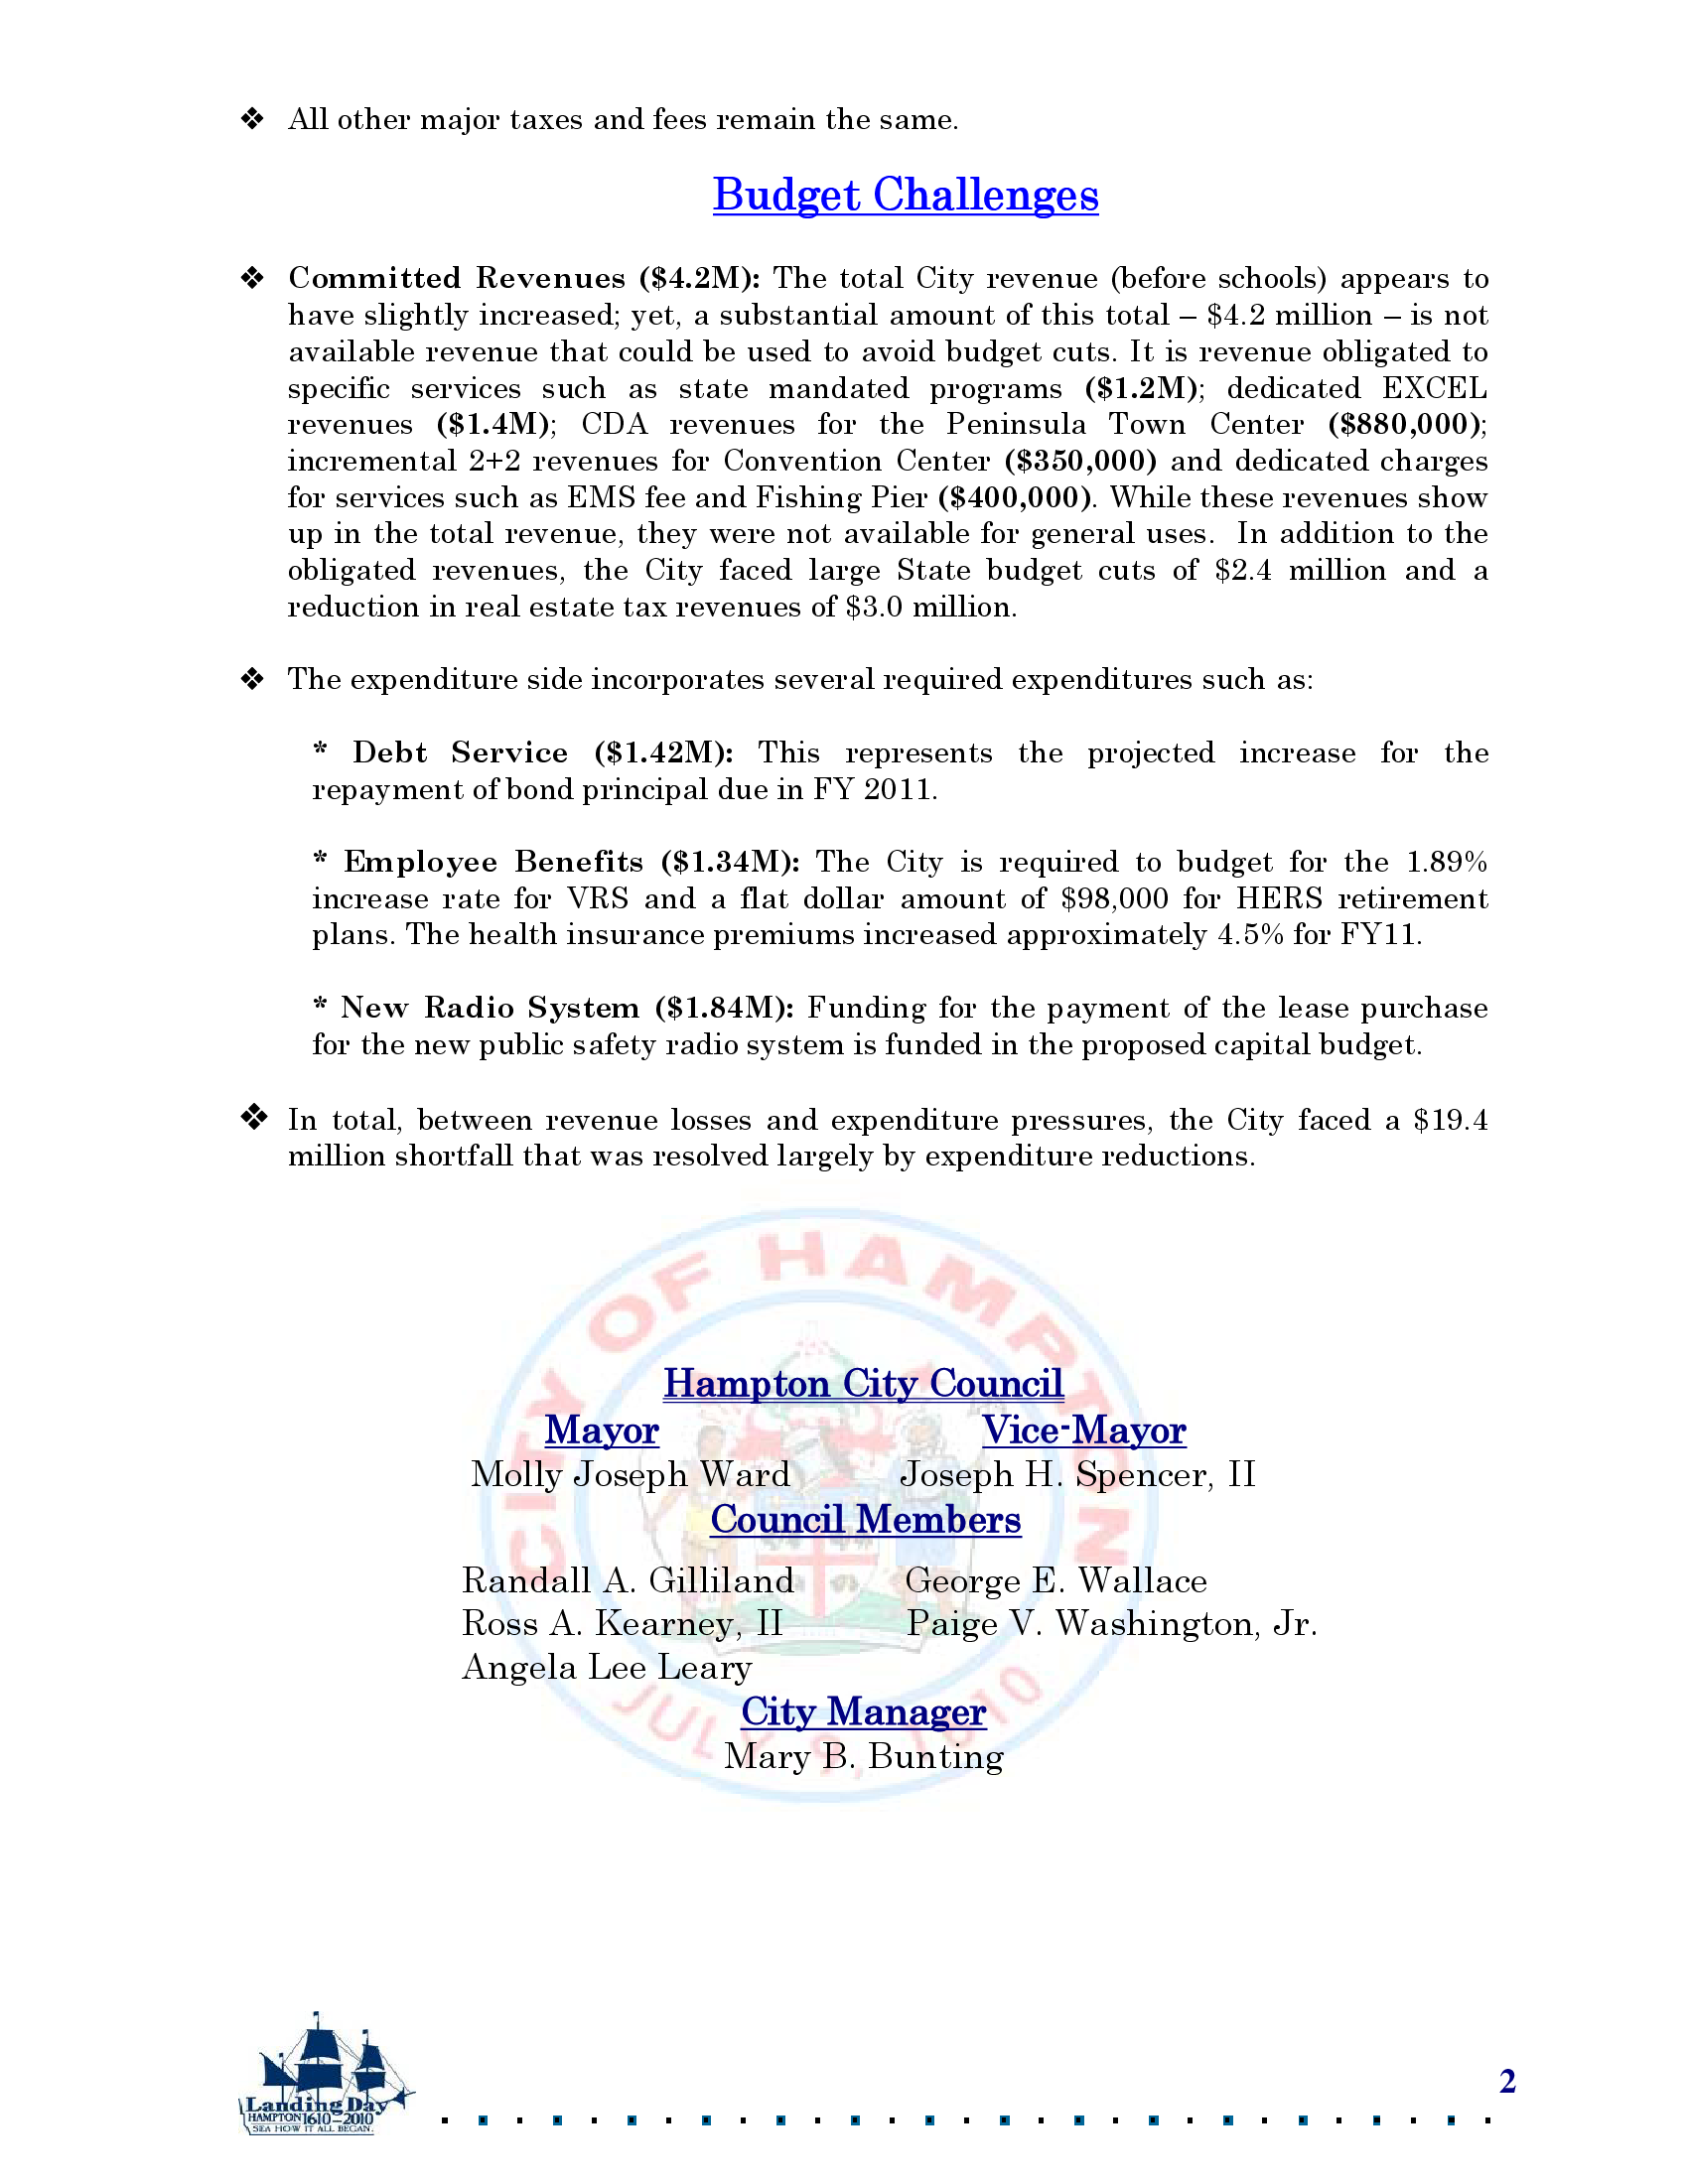 ❖ All other major taxes and fees remain the same.
Budget Challenges
❖ Committed Revenues ($4.2M): The total City revenue (before schools) appears to
have slightly increased; yet, a substantial amount of this total – $4.2 million – is not
available revenue that could be used to avoid budget cuts. It is revenue obligated to
specific services such as state mandated programs ($1.2M); dedicated EXCEL
revenues ($1.4M); CDA revenues for the Peninsula Town Center ($880,000);
incremental 2+2 revenues for Convention Center ($350,000) and dedicated charges
for services such as EMS fee and Fishing Pier ($400,000). While these revenues show
up in the total revenue, they were not available for general uses. In addition to the
obligated revenues, the City faced large State budget cuts of $2.4 million and a
reduction in real estate tax revenues of $3.0 million.
❖ The expenditure side incorporates several required expenditures such as:
* Debt Service ($1.42M): This represents the projected increase for the
repayment of bond principal due in FY 2011.
* Employee Benefits ($1.34M): The City is required to budget for the 1.89%
increase rate for VRS and a flat dollar amount of $98,000 for HERS retirement
plans. The health insurance premiums increased approximately 4.5% for FY11.
* New Radio System ($1.84M): Funding for the payment of the lease purchase
for the new public safety radio system is funded in the proposed capital budget.
❖ In total, between revenue losses and expenditure pressures, the City faced a $19.4
million shortfall that was resolved largely by expenditure reductions.
CITY OF HAMPTON
Hampton City Council
Mayor Vice-Mayor
Molly Joseph Ward Joseph H. Spencer, II
Council Members
Randall A. Gilliland George E. Wallace
Ross A. Kearney, II Paige V. Washington, Jr.
Angela Lee Leary
City Manager
Mary B. Bunting
JULY 9, 1610
Landing Day
HAMPTON 1610–2010
SEA HOW IT ALL BEGAN.
2